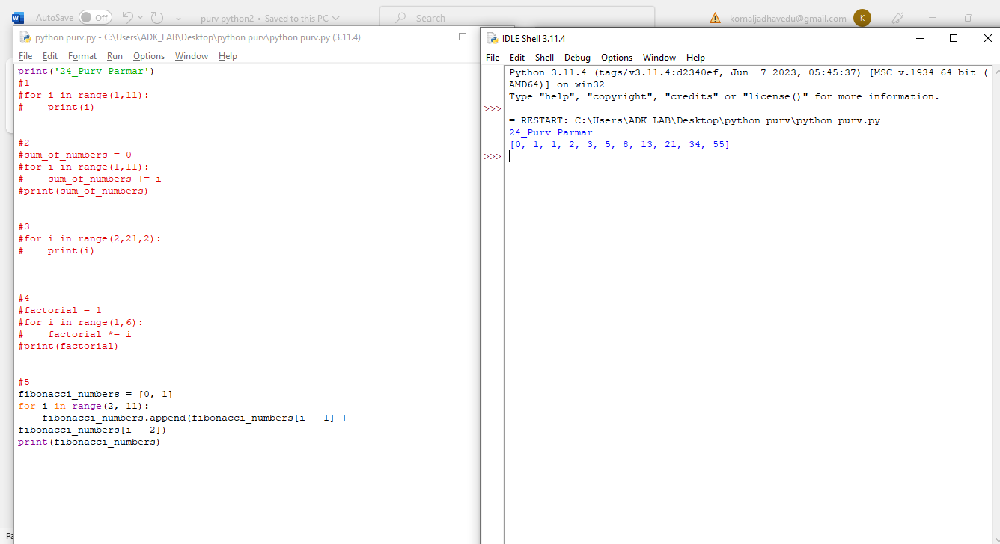 AutoSave Off purv python2 • Saved to this PC Search komaljadhavedu@gmail.com K
python purv.py - C:\Users\ADK_LAB\Desktop\python purv\python purv.py (3.11.4)
File Edit Format Run Options Window Help
print('24_Purv Parmar')
#1
#for i in range(1,11):
#    print(i)
#2
#sum_of_numbers = 0
#for i in range(1,11):
#    sum_of_numbers += i
#print(sum_of_numbers)
#3
#for i in range(2,21,2):
#    print(i)
#4
#factorial = 1
#for i in range(1,6):
#    factorial *= i
#print(factorial)
#5
fibonacci_numbers = [0, 1]
for i in range(2, 11):
    fibonacci_numbers.append(fibonacci_numbers[i - 1] +
fibonacci_numbers[i - 2])
print(fibonacci_numbers)
IDLE Shell 3.11.4
File Edit Shell Debug Options Window Help
Python 3.11.4 (tags/v3.11.4:d2340ef, Jun  7 2023, 05:45:37) [MSC v.1934 64 bit (
AMD64)] on win32
Type "help", "copyright", "credits" or "license()" for more information.
>>>
= RESTART: C:\Users\ADK_LAB\Desktop\python purv\python purv.py
24_Purv Parmar
[0, 1, 1, 2, 3, 5, 8, 13, 21, 34, 55]
>>>
Pa